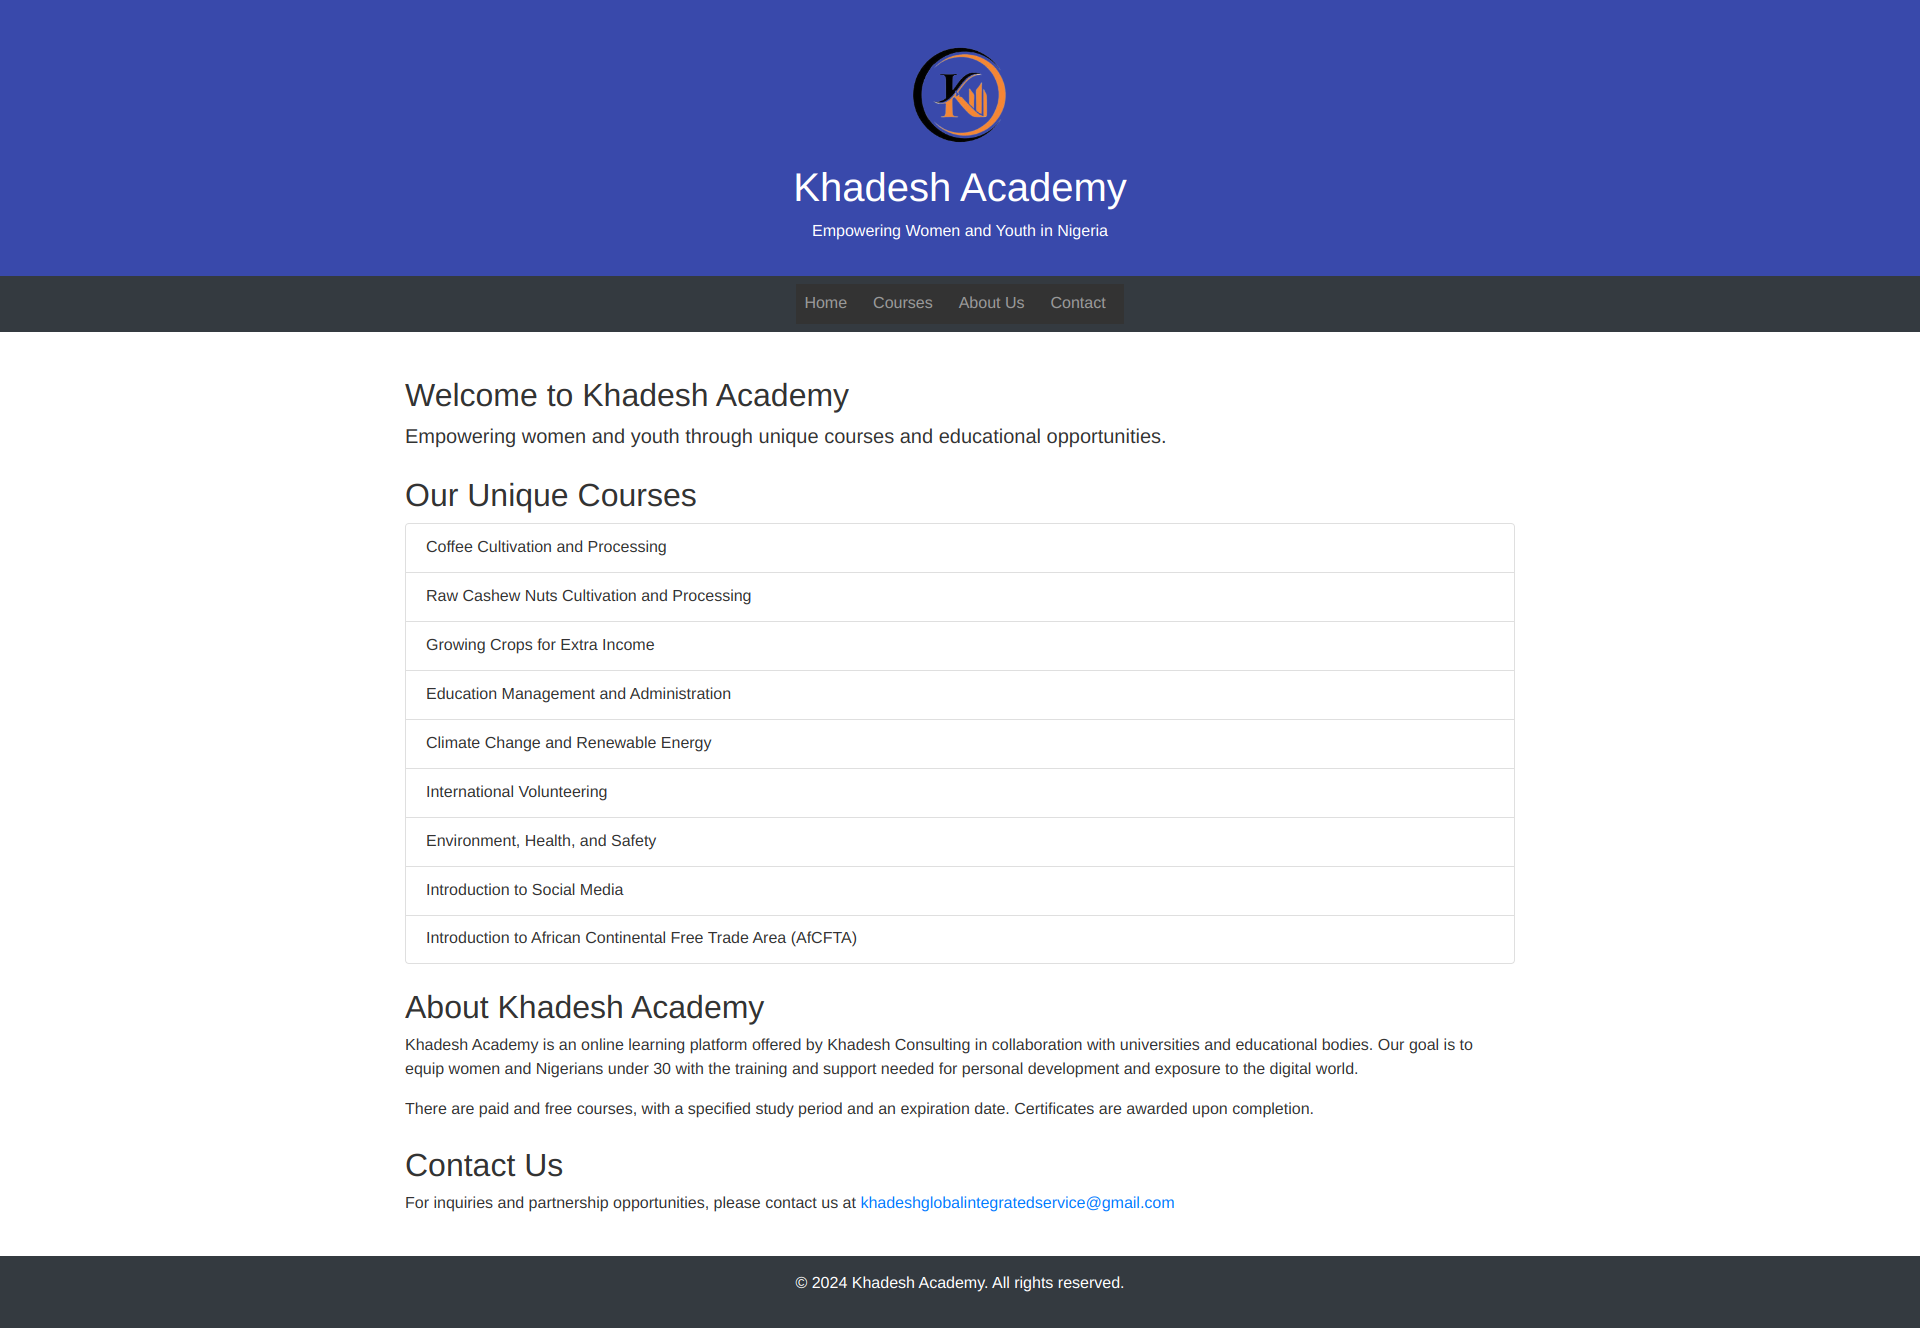 K
Khadesh Academy
Empowering Women and Youth in Nigeria
Home Courses About Us Contact
Welcome to Khadesh Academy
Empowering women and youth through unique courses and educational opportunities.
Our Unique Courses
Coffee Cultivation and Processing
Raw Cashew Nuts Cultivation and Processing
Growing Crops for Extra Income
Education Management and Administration
Climate Change and Renewable Energy
International Volunteering
Environment, Health, and Safety
Introduction to Social Media
Introduction to African Continental Free Trade Area (AfCFTA)
About Khadesh Academy
Khadesh Academy is an online learning platform offered by Khadesh Consulting in collaboration with universities and educational bodies. Our goal is to
equip women and Nigerians under 30 with the training and support needed for personal development and exposure to the digital world.
There are paid and free courses, with a specified study period and an expiration date. Certificates are awarded upon completion.
Contact Us
For inquiries and partnership opportunities, please contact us at khadeshglobalintegratedservice@gmail.com
© 2024 Khadesh Academy. All rights reserved.